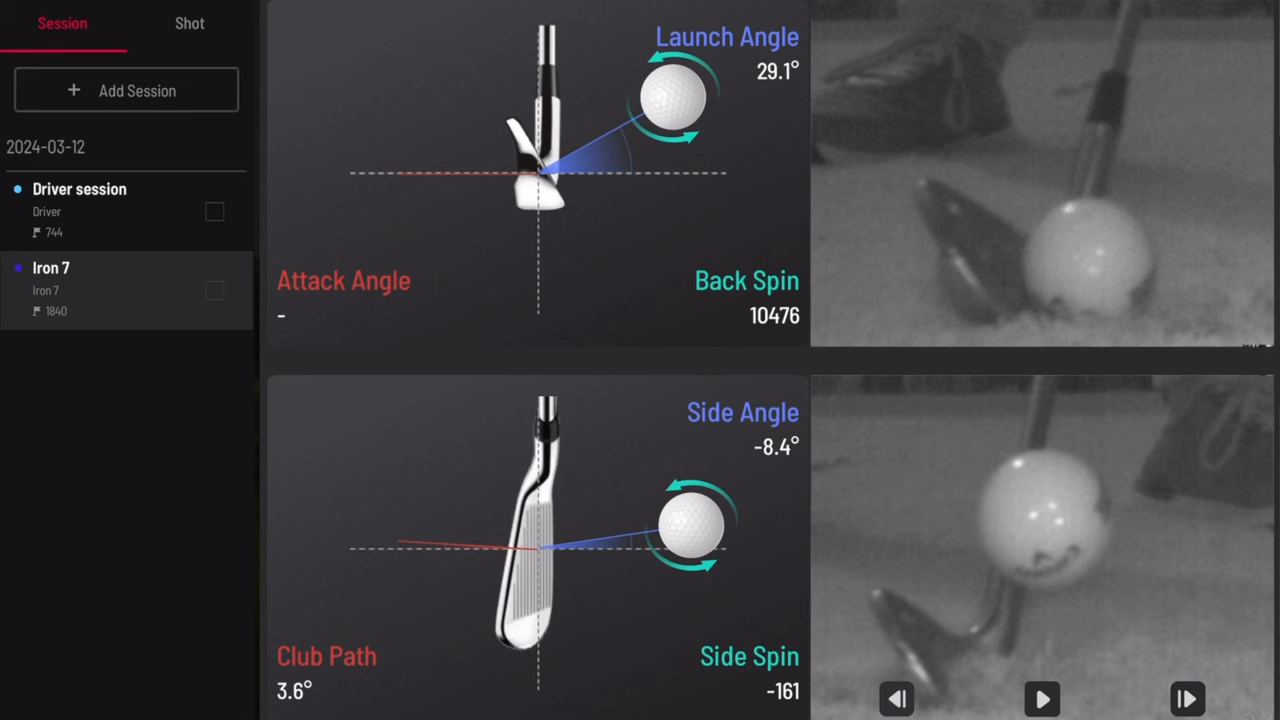 Session
Shot
+ Add Session
2024-03-12
Driver session
Driver
744
Iron 7
Iron 7
1840
Launch Angle
29.1°
Attack Angle
-
Back Spin
10476
Side Angle
-8.4°
Club Path
3.6°
Side Spin
-161